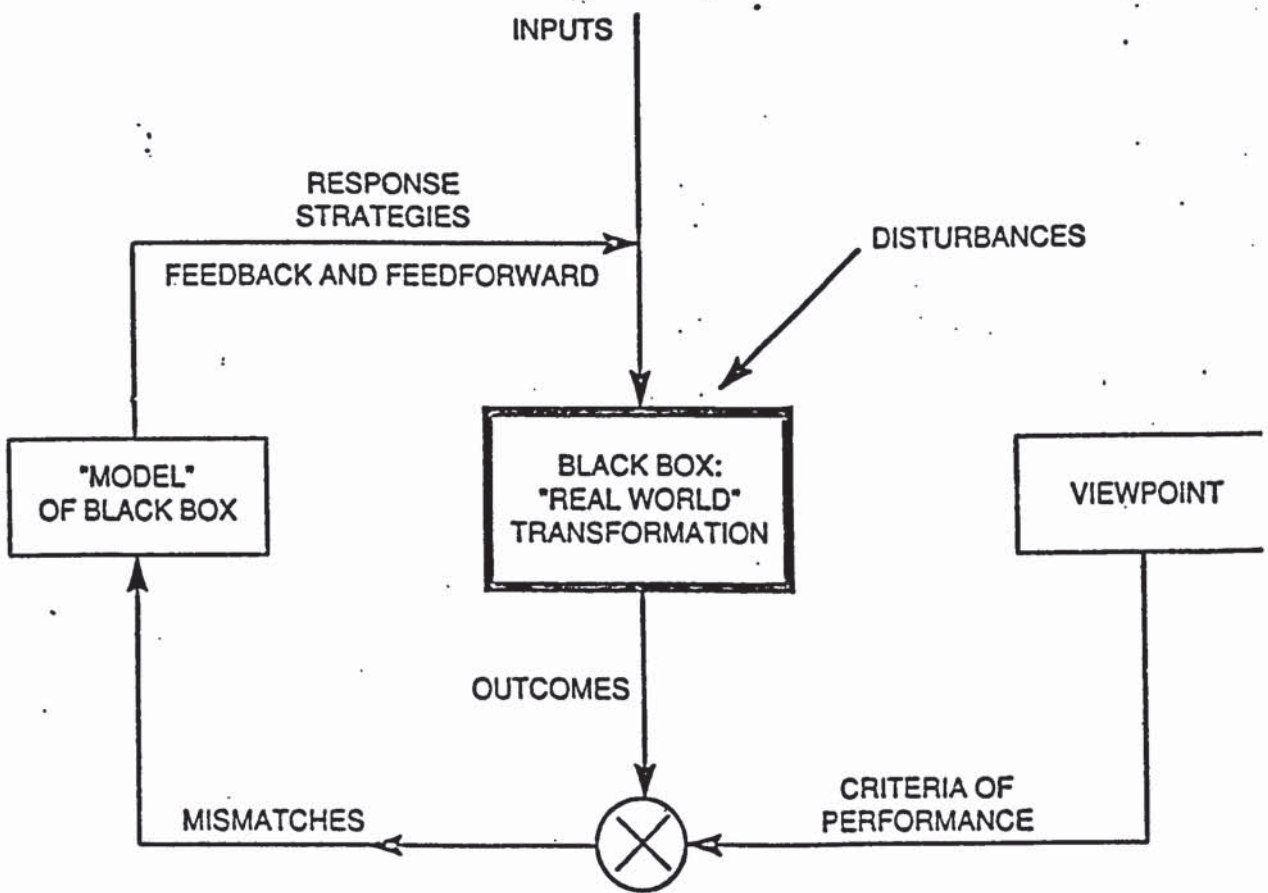 INPUTS
RESPONSE
STRATEGIES
FEEDBACK AND FEEDFORWARD
DISTURBANCES
"MODEL"
OF BLACK BOX
BLACK BOX:
"REAL WORLD"
TRANSFORMATION
VIEWPOINT
OUTCOMES
MISMATCHES
CRITERIA OF
PERFORMANCE